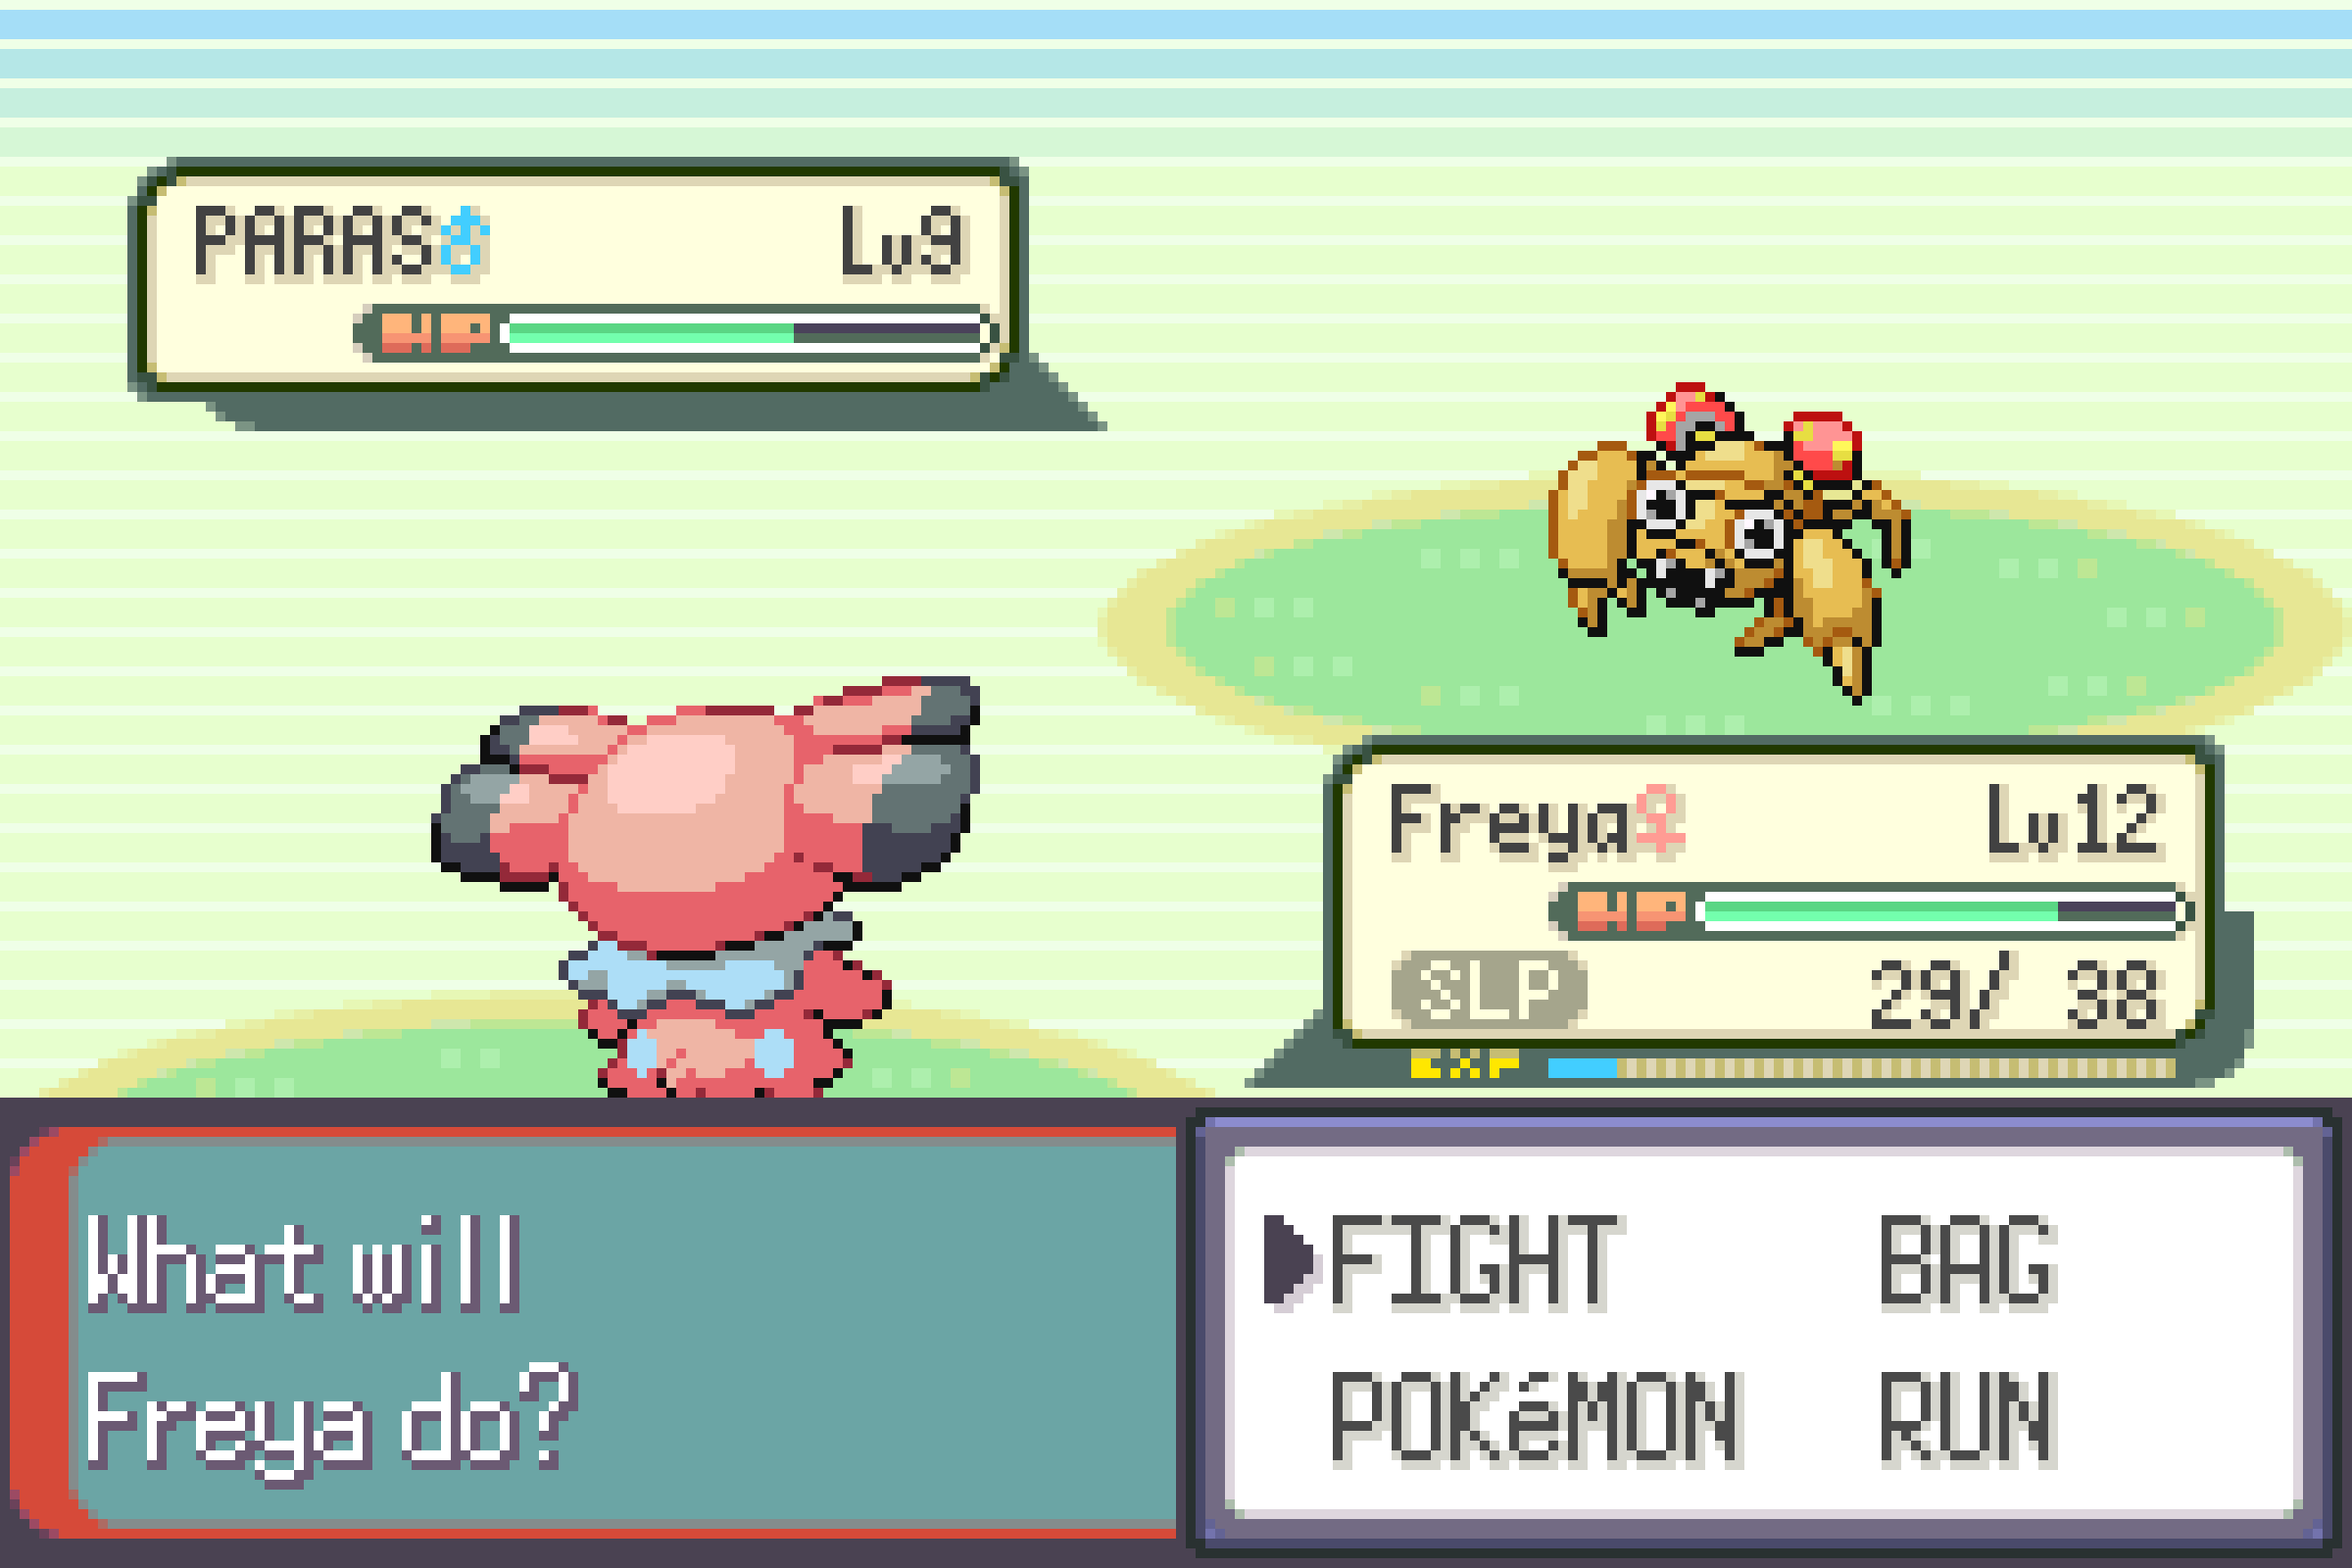 PARAS♂ Lv9
HP
Freya♀ Lv12
HP
SLP 29/ 38
EXP
What will
Freya do?
FIGHT BAG
POKéMON RUN